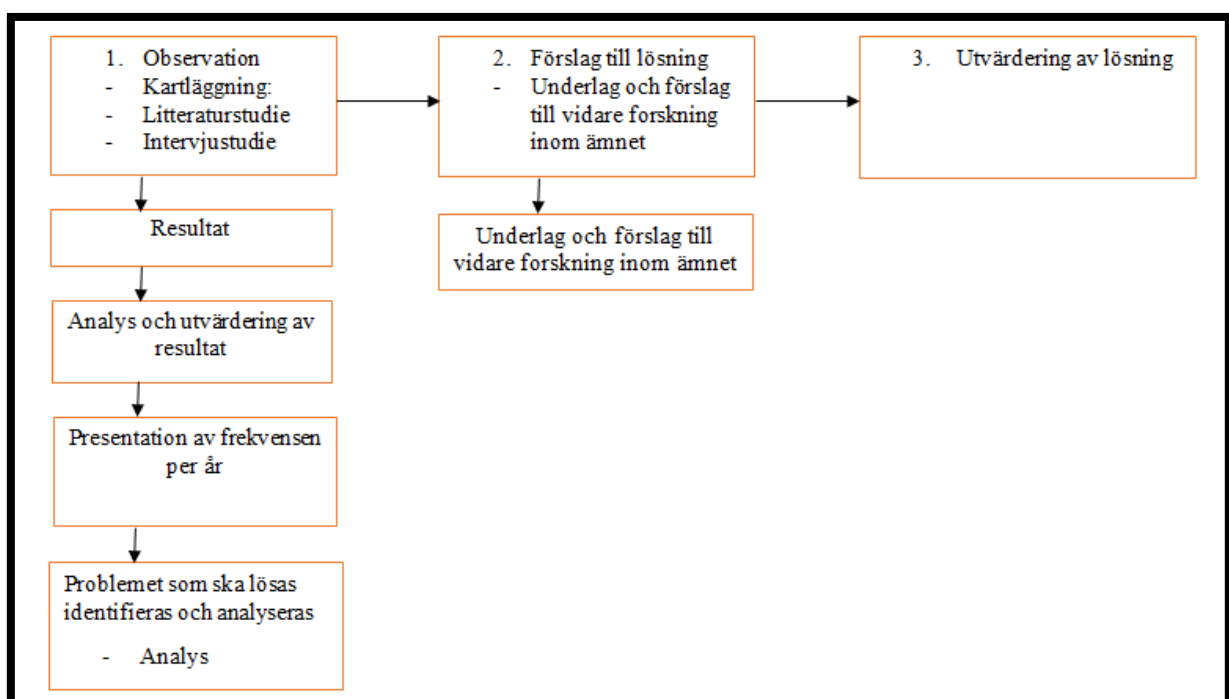 1. Observation
- Kartläggning:
- Litteraturstudie
- Intervjustudie
2. Förslag till lösning
- Underlag och förslag
till vidare forskning
inom ämnet
3. Utvärdering av lösning
Resultat
Underlag och förslag till
vidare forskning inom ämnet
Analys och utvärdering av
resultat
Presentation av frekvensen
per år
Problemet som ska lösas
identifieras och analyseras
- Analys